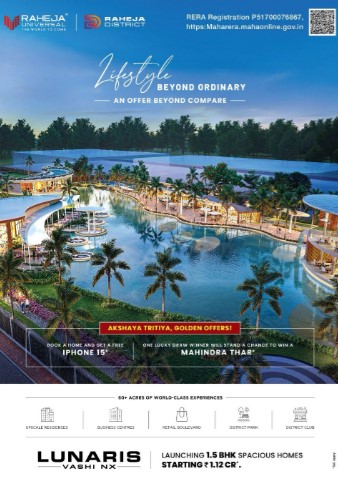 RAHEJA
UNIVERSAL
RAHEJA
DISTRICT
RERA Registration P51700076867,
https:Maharera.mahaonline.gov.in
Lifestyle
BEYOND ORDINARY
AN OFFER BEYOND COMPARE
AKSHAYA TRITIYA, GOLDEN OFFERS!
BOOK A HOME AND GET A FREE
IPHONE 15*
ONE LUCKY DRAW WINNER WILL STAND A CHANCE TO WIN A
MAHINDRA THAR*
50+ ACRES OF WORLD-CLASS EXPERIENCES
UPSCALE RESIDENCES
BUSINESS CENTRES
RETAIL BOULEVARD
DISTRICT PARK
DISTRICT CLUB
LUNARIS
VASHI NX
LAUNCHING 1.5 BHK SPACIOUS HOMES
STARTING ₹ 1.12 CR*.